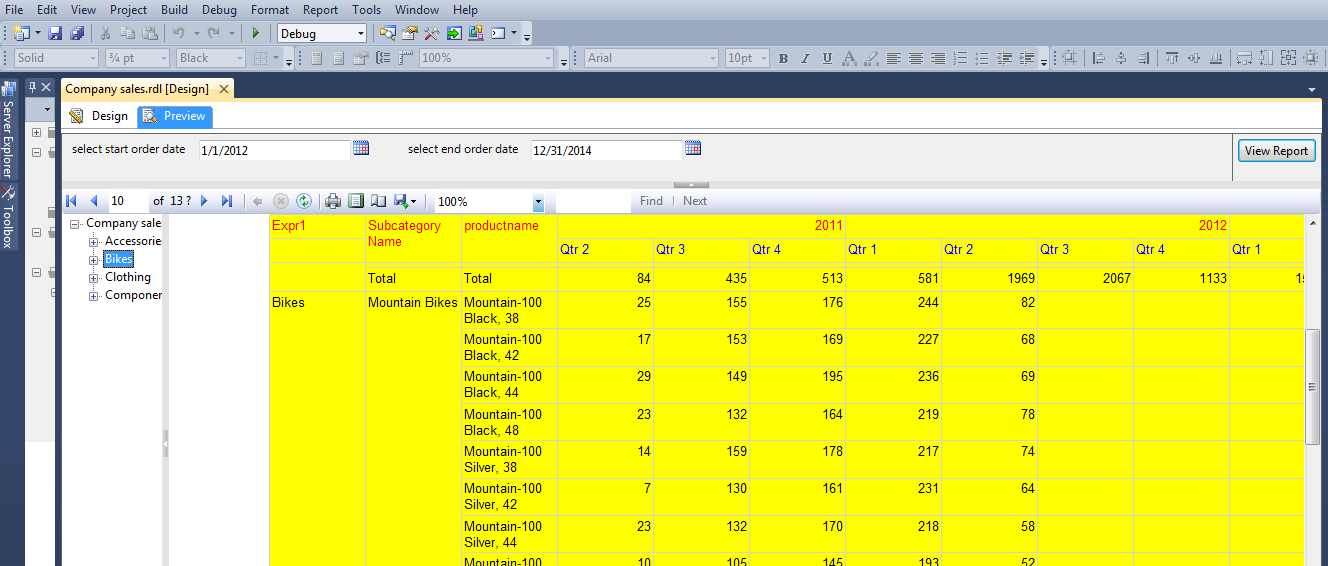 File Edit View Project Build Debug Format Report Tools Window Help
Debug
Solid ¾ pt Black 100% Arial 10pt B I U A
Company sales.rdl [Design]
Design Preview
Server Explorer
Toolbox
select start order date 1/1/2012 select end order date 12/31/2014 View Report
10 of 13 ? 100% Find | Next
Company sale
Accessorie
Bikes
Clothing
Componer
Expr1 Subcategory Name productname 2011 2012
Qtr 2 Qtr 3 Qtr 4 Qtr 1 Qtr 2 Qtr 3 Qtr 4 Qtr 1
Total Total 84 435 513 581 1969 2067 1133
Bikes Mountain Bikes Mountain-100 25 155 176 244 82
Black, 38
Mountain-100 17 153 169 227 68
Black, 42
Mountain-100 29 149 195 236 69
Black, 44
Mountain-100 23 132 164 219 78
Black, 48
Mountain-100 14 159 178 217 74
Silver, 38
Mountain-100 7 130 161 231 64
Silver, 42
Mountain-100 23 132 170 218 58
Silver, 44
Mountain-100 10 105 145 193 52